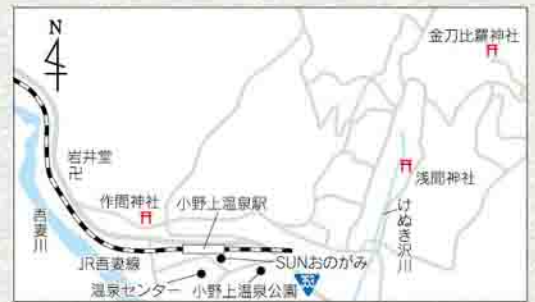 N
金刀比羅神社
岩井堂
卍
作間神社
小野上温泉駅
浅間神社
けぬき沢川
吾妻川
JR吾妻線
SUNおのがみ
温泉センター
小野上温泉公園
353